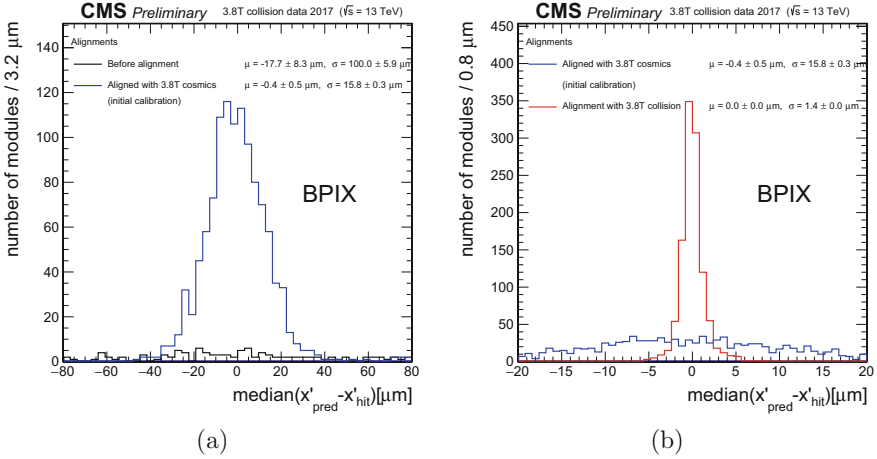 CMS Preliminary 3.8T collision data 2017 (√s = 13 TeV)
number of modules / 3.2 μm
Alignments
Before alignment μ = -17.7 ± 8.3 μm, σ = 100.0 ± 5.9 μm
Aligned with 3.8T cosmics μ = -0.4 ± 0.5 μm, σ = 15.8 ± 0.3 μm
(initial calibration)
BPIX
140
120
100
80
60
40
20
0
−80 −60 −40 −20 0 20 40 60 80
median(x'pred-x'hit)[μm]
(a)
CMS Preliminary 3.8T collision data 2017 (√s = 13 TeV)
number of modules / 0.8 μm
Alignments
Aligned with 3.8T cosmics μ = -0.4 ± 0.5 μm, σ = 15.8 ± 0.3 μm
(initial calibration)
Alignment with 3.8T collision μ = 0.0 ± 0.0 μm, σ = 1.4 ± 0.0 μm
BPIX
450
400
350
300
250
200
150
100
50
0
−20 −15 −10 −5 0 5 10 15 20
median(x'pred-x'hit)[μm]
(b)